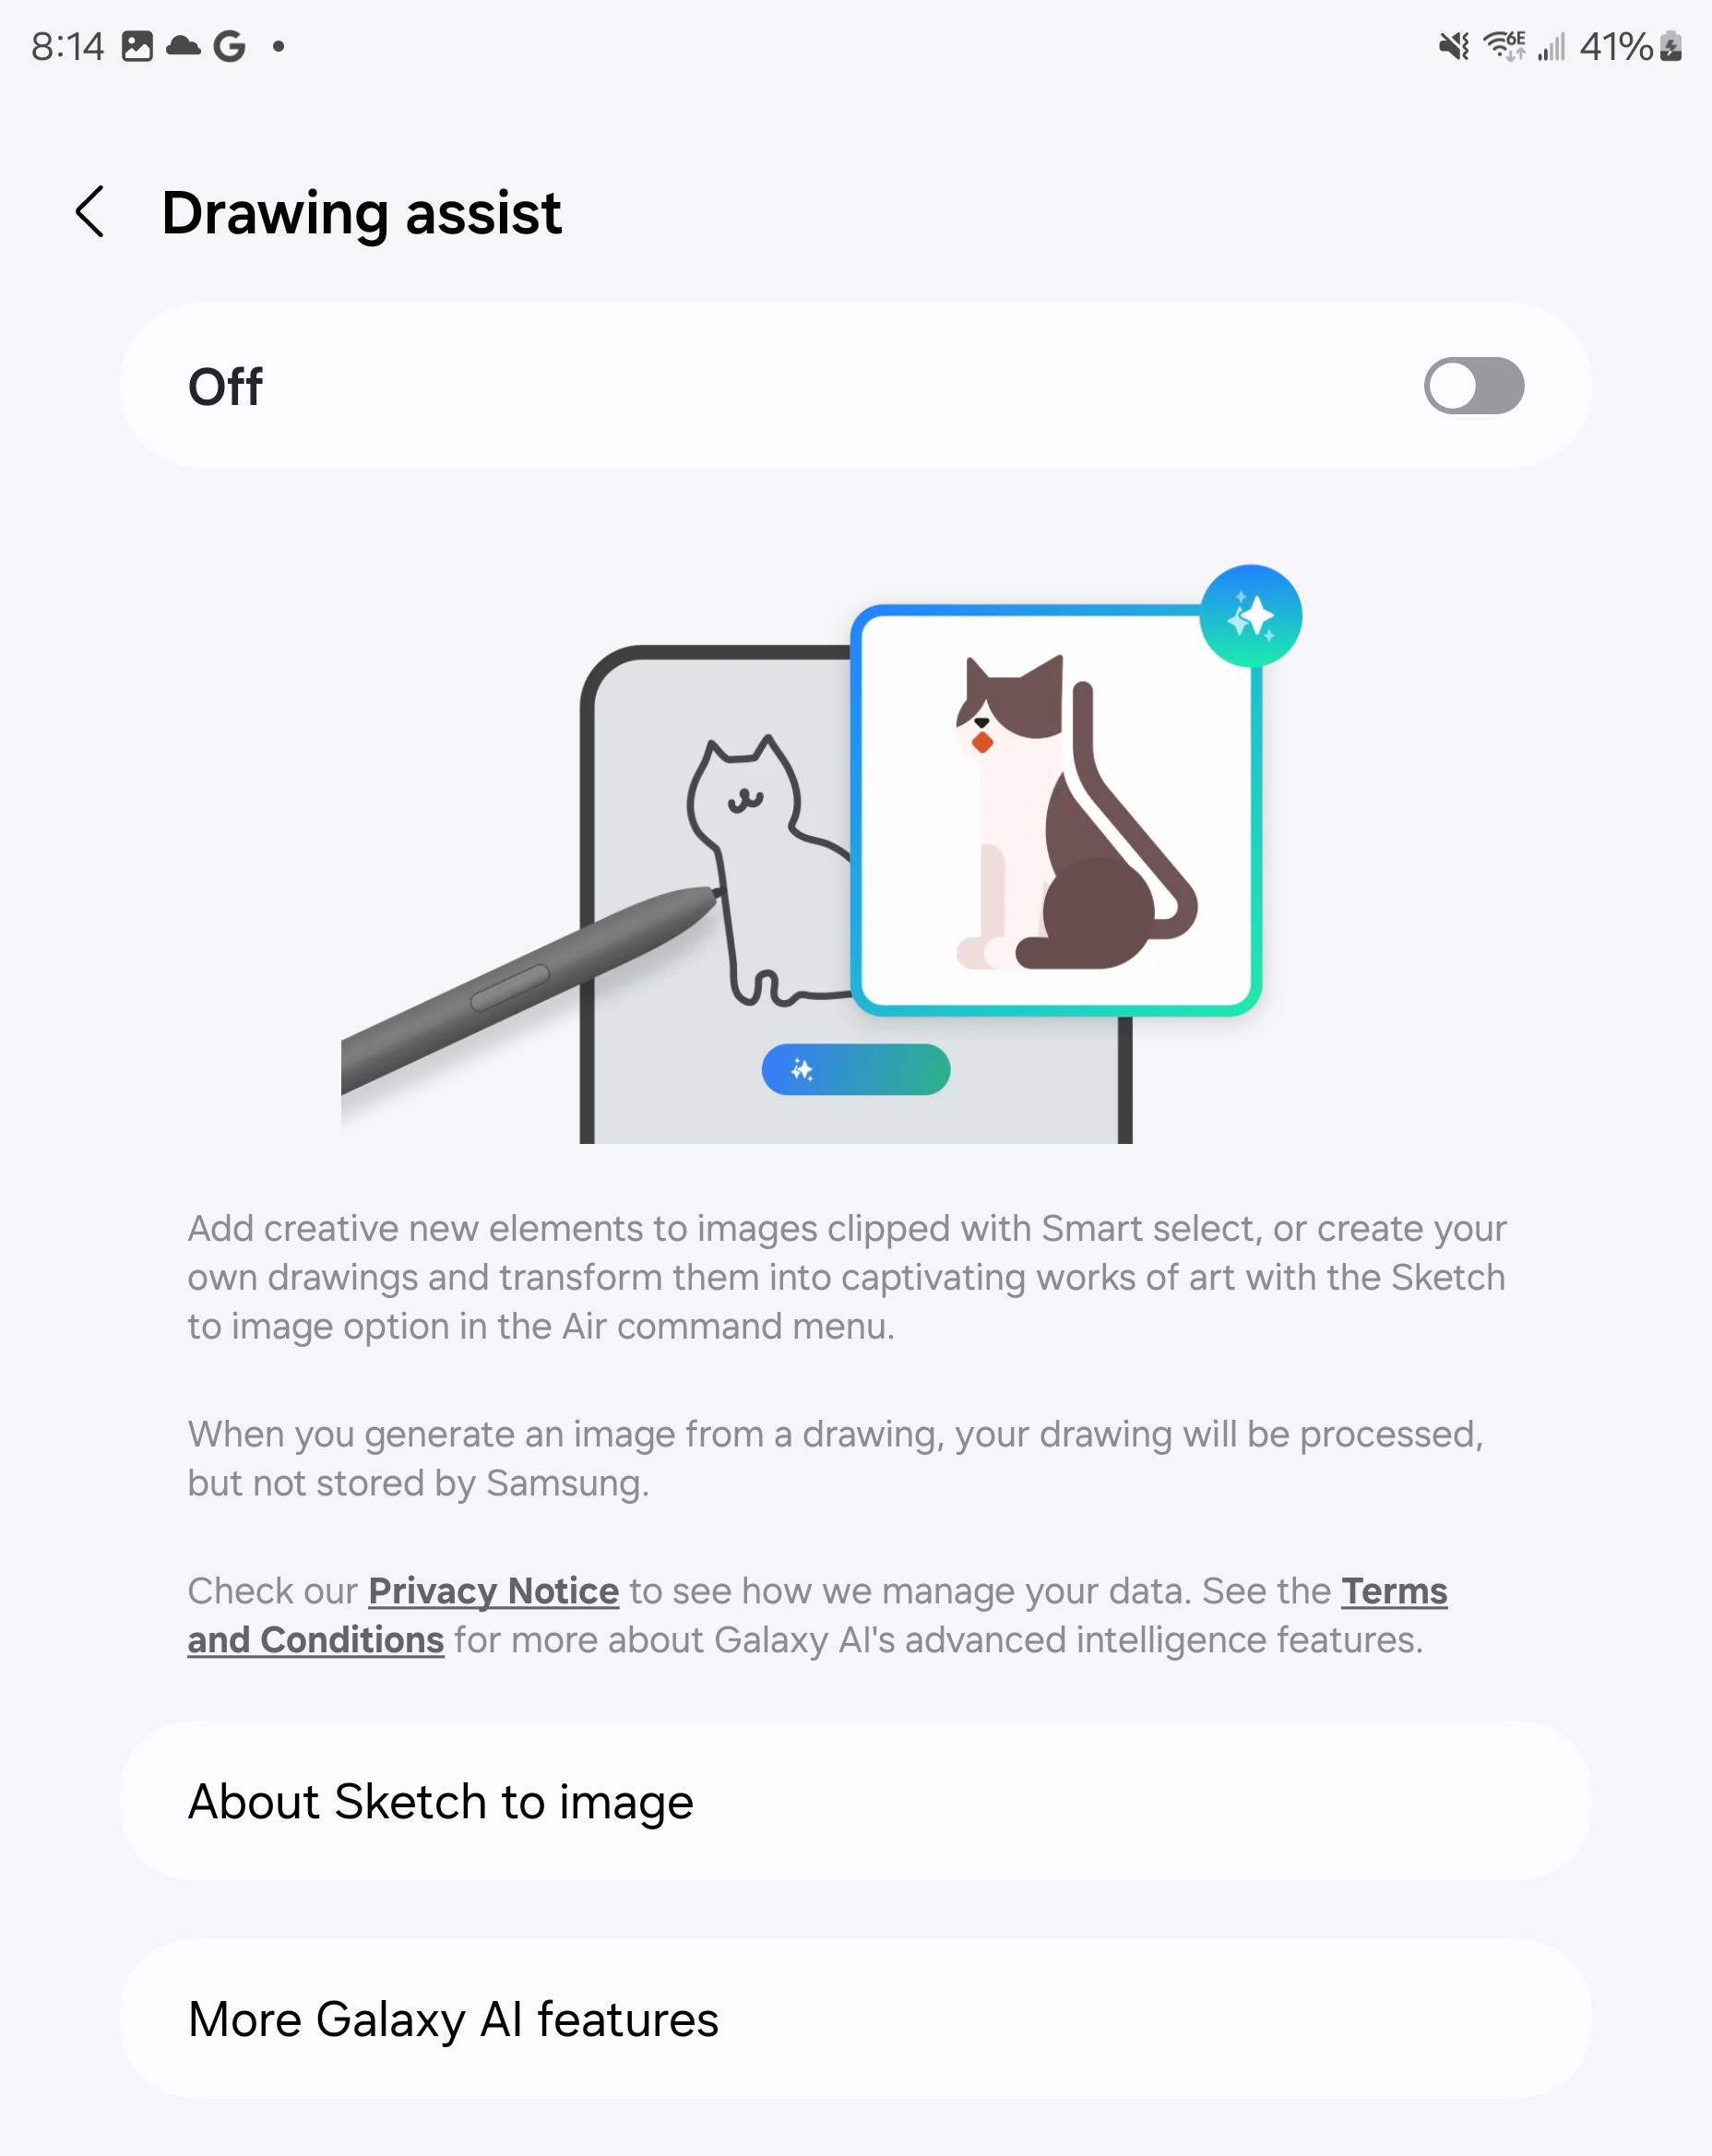 8:14 G 6E 41%
Drawing assist
Off
Add creative new elements to images clipped with Smart select, or create your
own drawings and transform them into captivating works of art with the Sketch
to image option in the Air command menu.
When you generate an image from a drawing, your drawing will be processed,
but not stored by Samsung.
Check our Privacy Notice to see how we manage your data. See the Terms
and Conditions for more about Galaxy AI's advanced intelligence features.
About Sketch to image
More Galaxy AI features